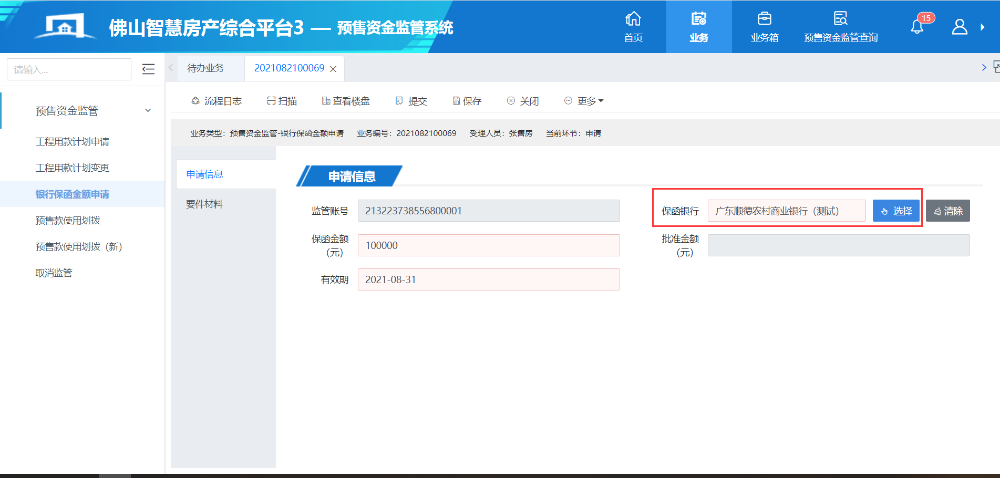 佛山智慧房产综合平台3 — 预售资金监管系统
首页
业务
业务箱
预售资金监管查询
15
请输入...
待办业务
2021082100069
预售资金监管
工程用款计划申请
工程用款计划变更
银行保函金额申请
预售款使用划拨
预售款使用划拨（新）
取消监管
流程日志 扫描 查看楼盘 提交 保存 关闭 更多
业务类型：预售资金监管-银行保函金额申请 业务编号：2021082100069 受理人员：张售房 当前环节：申请
申请信息
要件材料
申请信息
监管账号 213223738556800001
保函银行 广东顺德农村商业银行（测试） 选择 清除
保函金额（元） 100000
批准金额（元）
有效期 2021-08-31